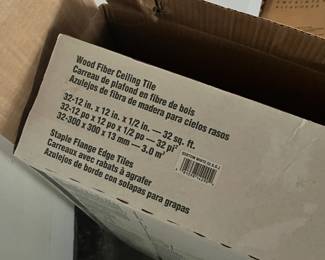 Wood Fiber Ceiling Tile
Carreau de plafond en fibre de bois
Azulejos de fibra de madera para cielos rasos
32-12 in. x 12 in. x 1/2 in. — 32 sq. ft.
32-12 po x 12 po x 1/2 po — 32 pi²
32-300 x 300 x 13 mm — 3.0 m²
Staple Flange Edge Tiles
Carreaux avec rabats à agrafer
Azulejos de borde con solapas para grapas